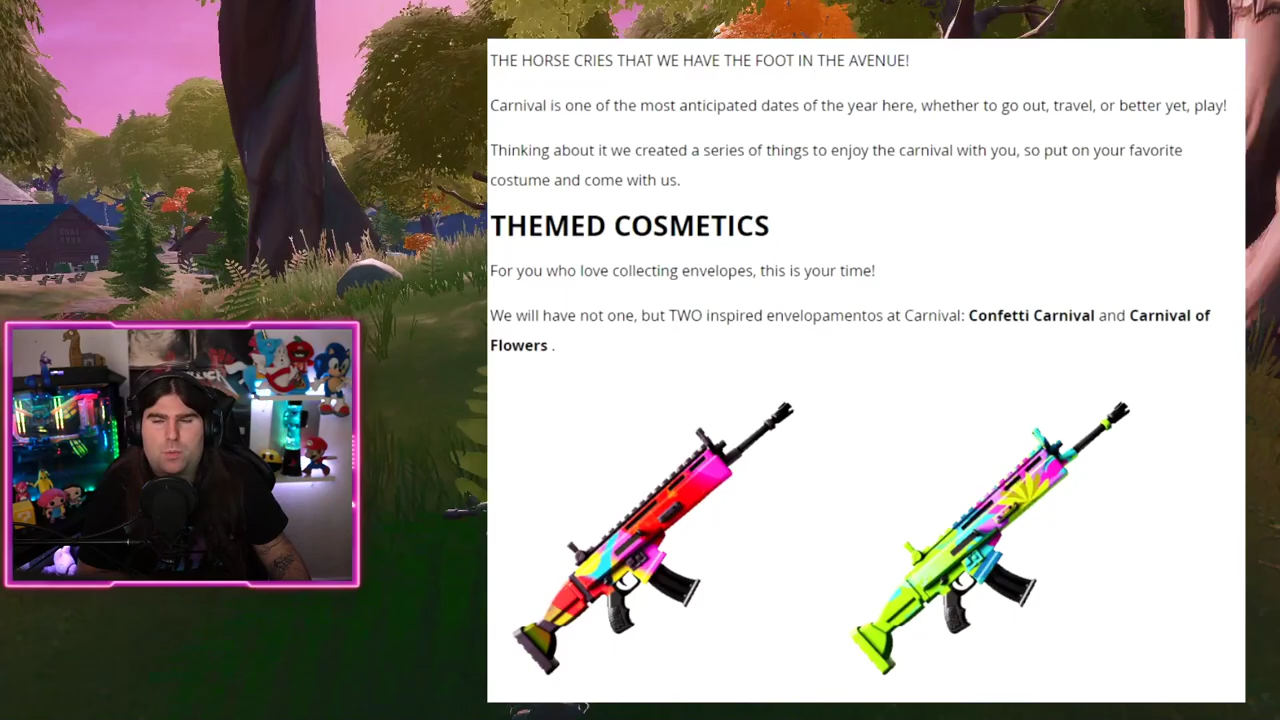 THE HORSE CRIES THAT WE HAVE THE FOOT IN THE AVENUE!
Carnival is one of the most anticipated dates of the year here, whether to go out, travel, or better yet, play!
Thinking about it we created a series of things to enjoy the carnival with you, so put on your favorite
costume and come with us.
THEMED COSMETICS
For you who love collecting envelopes, this is your time!
We will have not one, but TWO inspired envelopamentos at Carnival: Confetti Carnival and Carnival of
Flowers .